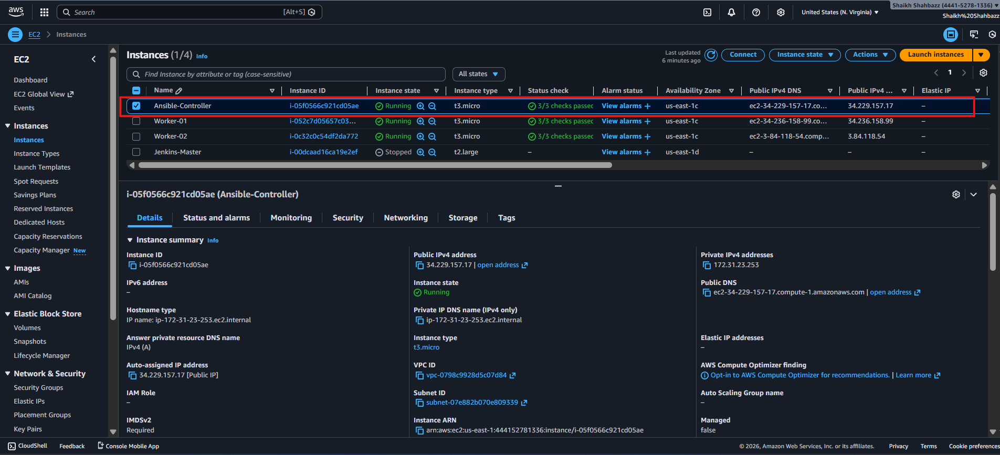 aws
Search [Alt+S]
United States (N. Virginia)
Shaikh Shahbazz (4441-5278-1336)
Shaikh%20Shahbazz
EC2 Instances
EC2
Dashboard
EC2 Global View
Events
Instances
Instances
Instance Types
Launch Templates
Spot Requests
Savings Plans
Reserved Instances
Dedicated Hosts
Capacity Reservations
Capacity Manager New
Images
AMIs
AMI Catalog
Elastic Block Store
Volumes
Snapshots
Lifecycle Manager
Network & Security
Security Groups
Elastic IPs
Placement Groups
Key Pairs
Instances (1/4) Info
Last updated
6 minutes ago
Connect Instance state Actions Launch instances
Find Instance by attribute or tag (case-sensitive) All states 1
Name Instance ID Instance state Instance type Status check Alarm status Availability Zone Public IPv4 DNS Public IPv4 ... Elastic IP
Ansible-Controller i-05f0566c921cd05ae Running t3.micro 3/3 checks passec View alarms + us-east-1c ec2-34-229-157-17.co... 34.229.157.17 –
Worker-01 i-052c7d05657c03... Running t3.micro 3/3 checks passec View alarms + us-east-1c ec2-34-236-158-99.co... 34.236.158.99 –
Worker-02 i-0c32c0c54df2da772 Running t3.micro 3/3 checks passec View alarms + us-east-1c ec2-3-84-118-54.comp... 3.84.118.54 –
Jenkins-Master i-00dcaad16ca19e2ef Stopped t2.large – View alarms + us-east-1d – – –
i-05f0566c921cd05ae (Ansible-Controller)
Details Status and alarms Monitoring Security Networking Storage Tags
Instance summary Info
Instance ID
i-05f0566c921cd05ae
IPv6 address
–
Hostname type
IP name: ip-172-31-23-253.ec2.internal
Answer private resource DNS name
IPv4 (A)
Auto-assigned IP address
34.229.157.17 [Public IP]
IAM Role
–
IMDSv2
Required
Public IPv4 address
34.229.157.17 | open address
Instance state
Running
Private IP DNS name (IPv4 only)
ip-172-31-23-253.ec2.internal
Instance type
t3.micro
VPC ID
vpc-0798c9928d5c07d84
Subnet ID
subnet-07e882b070e809339
Instance ARN
arn:aws:ec2:us-east-1:444152781336:instance/i-05f0566c921cd05ae
Private IPv4 addresses
172.31.23.253
Public DNS
ec2-34-229-157-17.compute-1.amazonaws.com | open address
Elastic IP addresses
–
AWS Compute Optimizer finding
Opt-in to AWS Compute Optimizer for recommendations. | Learn more
Auto Scaling Group name
–
Managed
false
CloudShell Feedback Console Mobile App
© 2026, Amazon Web Services, Inc. or its affiliates. Privacy Terms Cookie preferences